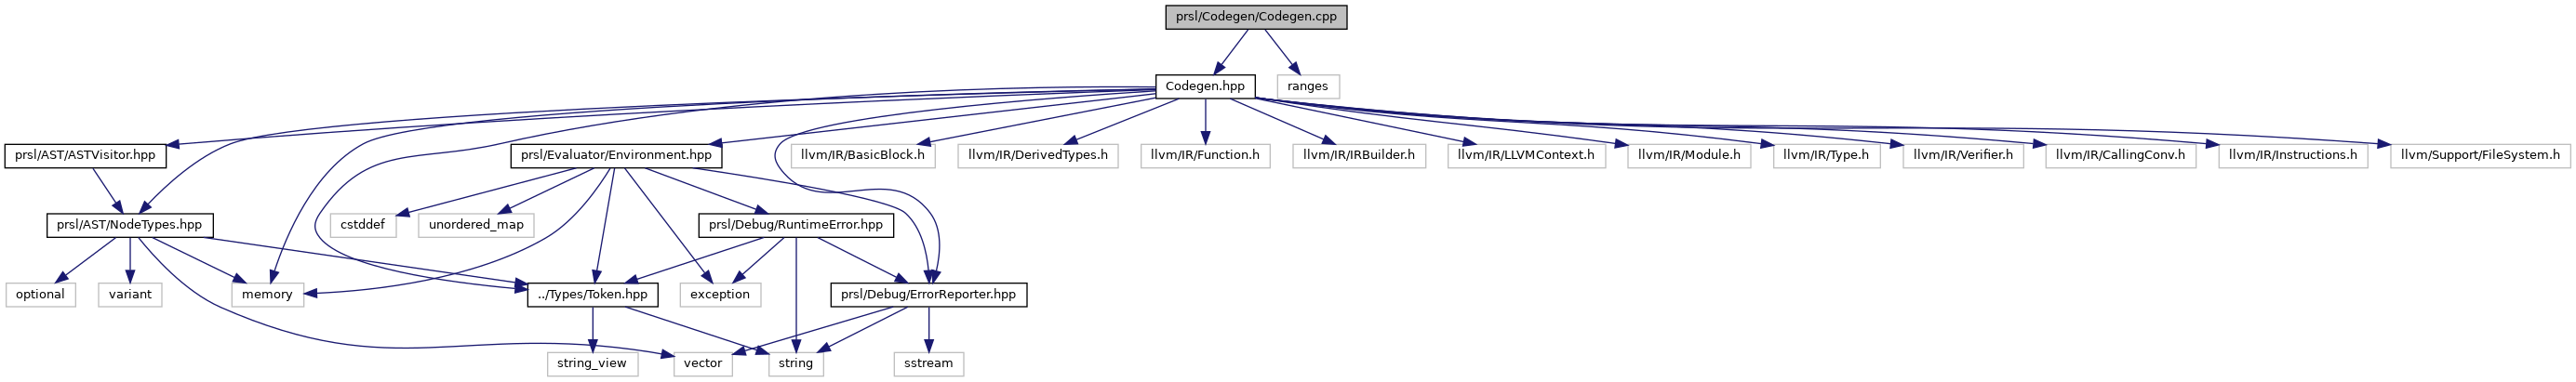 prsl/Codegen/Codegen.cpp
Codegen.hpp
ranges
prsl/AST/ASTVisitor.hpp
prsl/Evaluator/Environment.hpp
llvm/IR/BasicBlock.h
llvm/IR/DerivedTypes.h
llvm/IR/Function.h
llvm/IR/IRBuilder.h
llvm/IR/LLVMContext.h
llvm/IR/Module.h
llvm/IR/Type.h
llvm/IR/Verifier.h
llvm/IR/CallingConv.h
llvm/IR/Instructions.h
llvm/Support/FileSystem.h
prsl/AST/NodeTypes.hpp
cstddef
unordered_map
prsl/Debug/RuntimeError.hpp
optional
variant
memory
../Types/Token.hpp
exception
prsl/Debug/ErrorReporter.hpp
string_view
vector
string
sstream